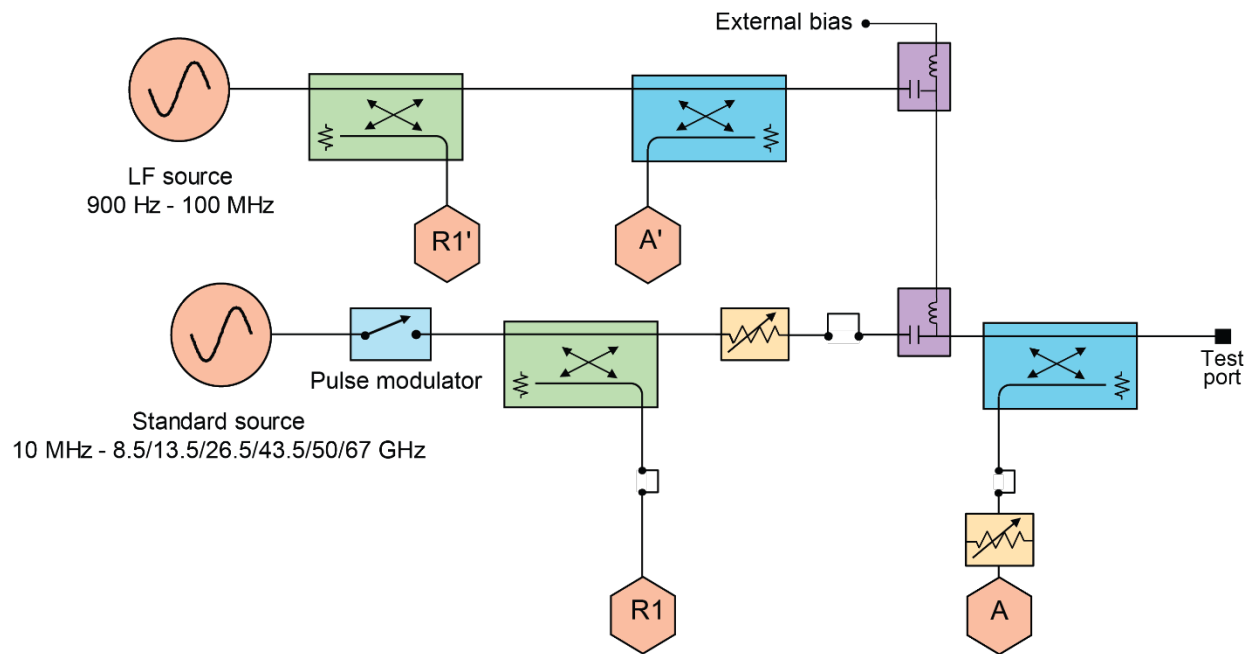 External bias
LF source
900 Hz - 100 MHz
R1'
A'
Pulse modulator
Test
port
Standard source
10 MHz - 8.5/13.5/26.5/43.5/50/67 GHz
R1
A